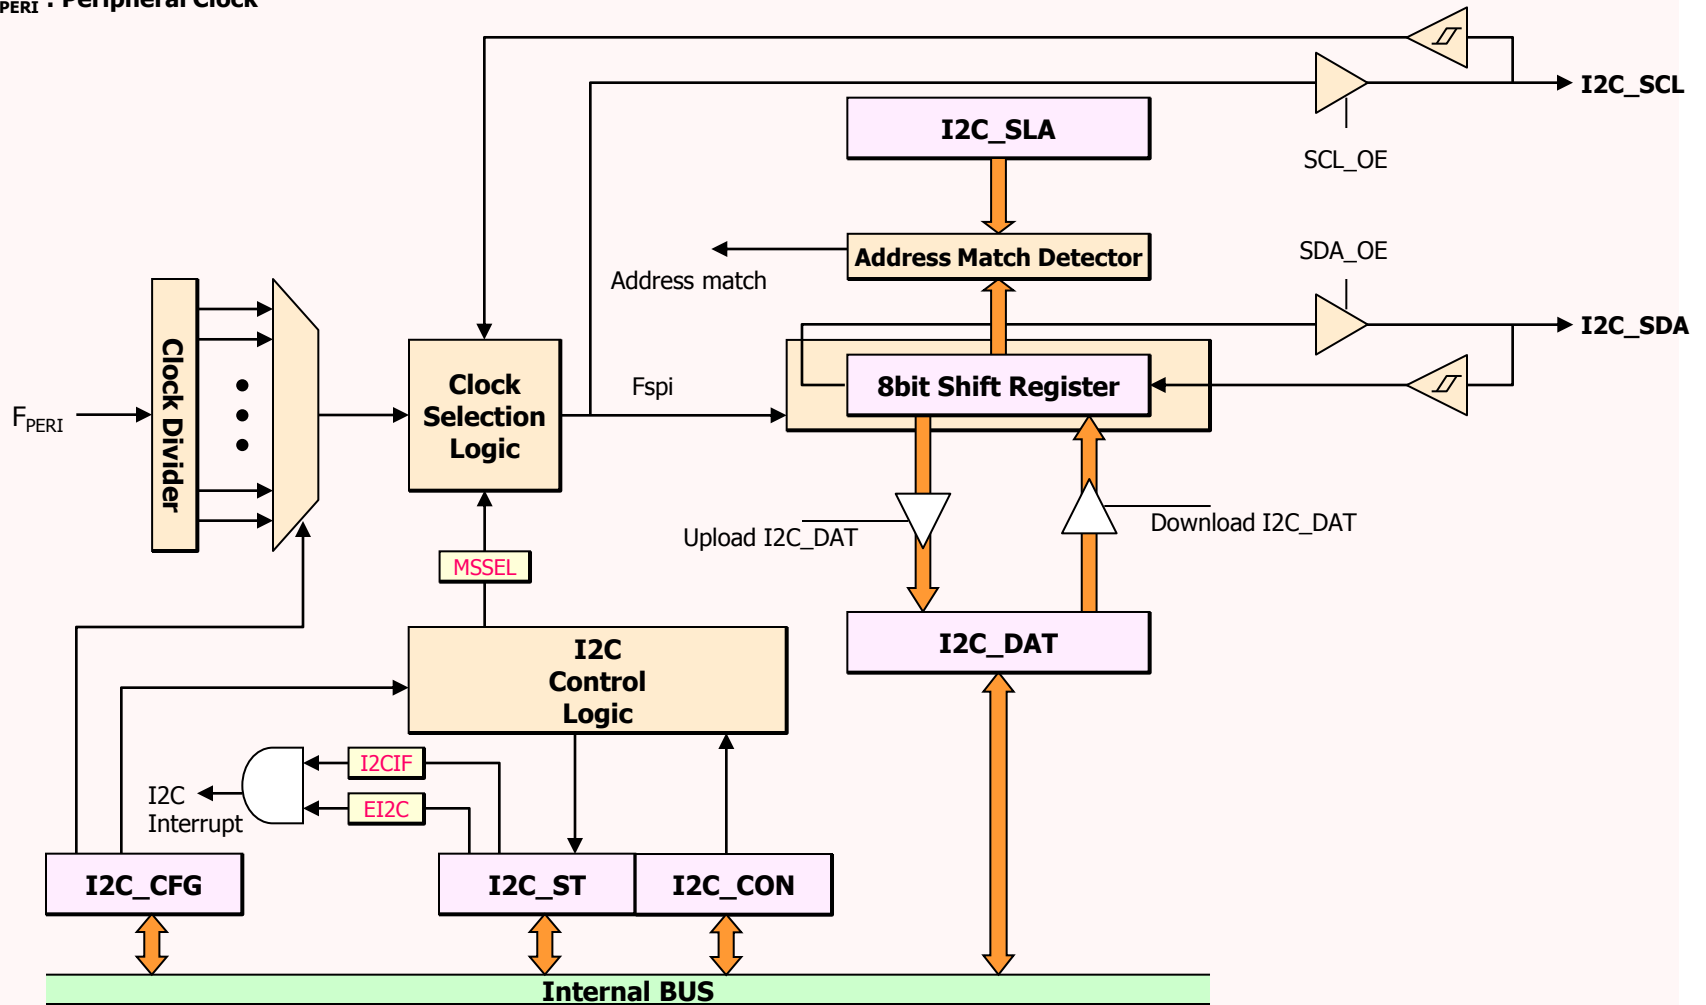 PERI : Peripheral Clock
I2C_SCL
I2C_SLA
SCL_OE
SDA_OE
Address Match Detector
Address match
I2C_SDA
Clock Divider
Clock
Selection
Logic
Fspi
8bit Shift Register
FPERI
Upload I2C_DAT
Download I2C_DAT
MSSEL
I2C
Control
Logic
I2C_DAT
I2CIF
EI2C
I2C
Interrupt
I2C_CFG
I2C_ST
I2C_CON
Internal BUS